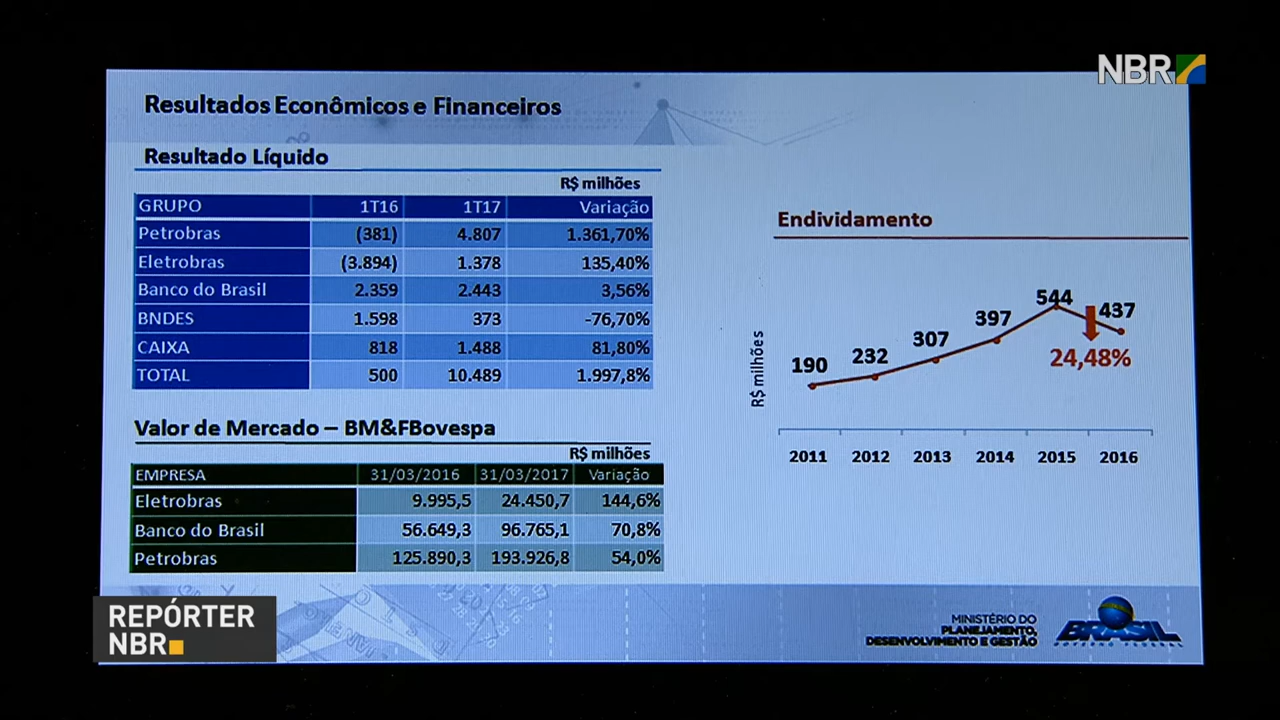 NBR
Resultados Econômicos e Financeiros
Resultado Líquido
R$ milhões
GRUPO 1T16 1T17 Variação
Petrobras (381) 4.807 1.361,70%
Eletrobras (3.894) 1.378 135,40%
Banco do Brasil 2.359 2.443 3,56%
BNDES 1.598 373 -76,70%
CAIXA 818 1.488 81,80%
TOTAL 500 10.489 1.997,8%
Valor de Mercado – BM&FBovespa
R$ milhões
EMPRESA 31/03/2016 31/03/2017 Variação
Eletrobras 9.995,5 24.450,7 144,6%
Banco do Brasil 56.649,3 96.765,1 70,8%
Petrobras 125.890,3 193.926,8 54,0%
Endividamento
R$ milhões
190 232 307 397 544 437
24,48%
2011 2012 2013 2014 2015 2016
REPÓRTER
NBR
MINISTÉRIO DO
PLANEJAMENTO,
DESENVOLVIMENTO E GESTÃO
BRASIL
GOVERNO FEDERAL